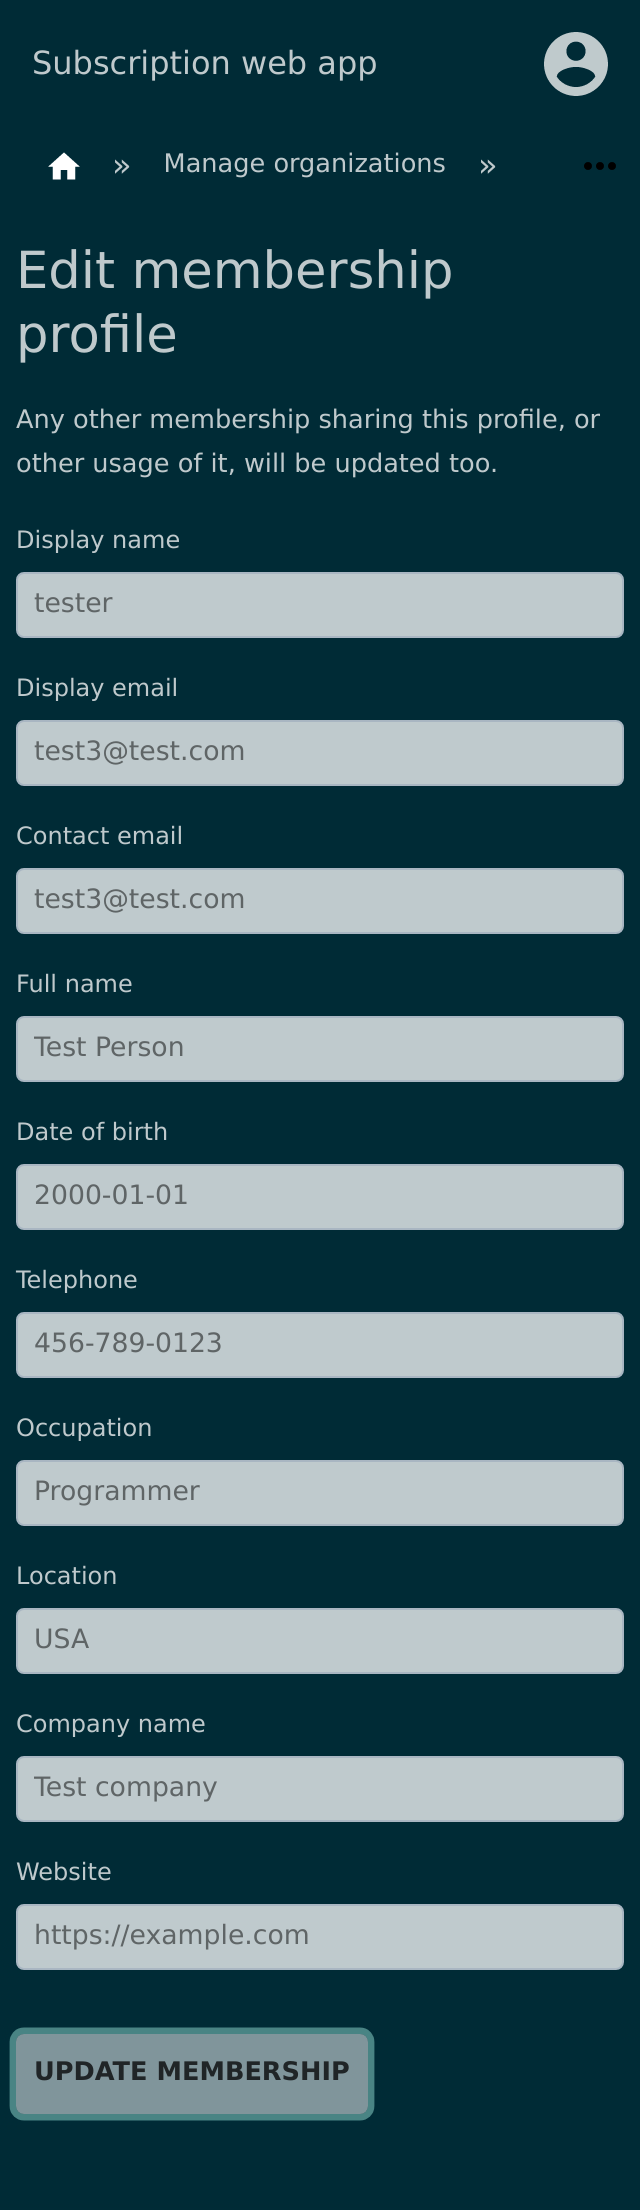 Subscription web app
» Manage organizations » •••
Edit membership
profile
Any other membership sharing this profile, or
other usage of it, will be updated too.
Display name
tester
Display email
test3@test.com
Contact email
test3@test.com
Full name
Test Person
Date of birth
2000-01-01
Telephone
456-789-0123
Occupation
Programmer
Location
USA
Company name
Test company
Website
https://example.com
UPDATE MEMBERSHIP